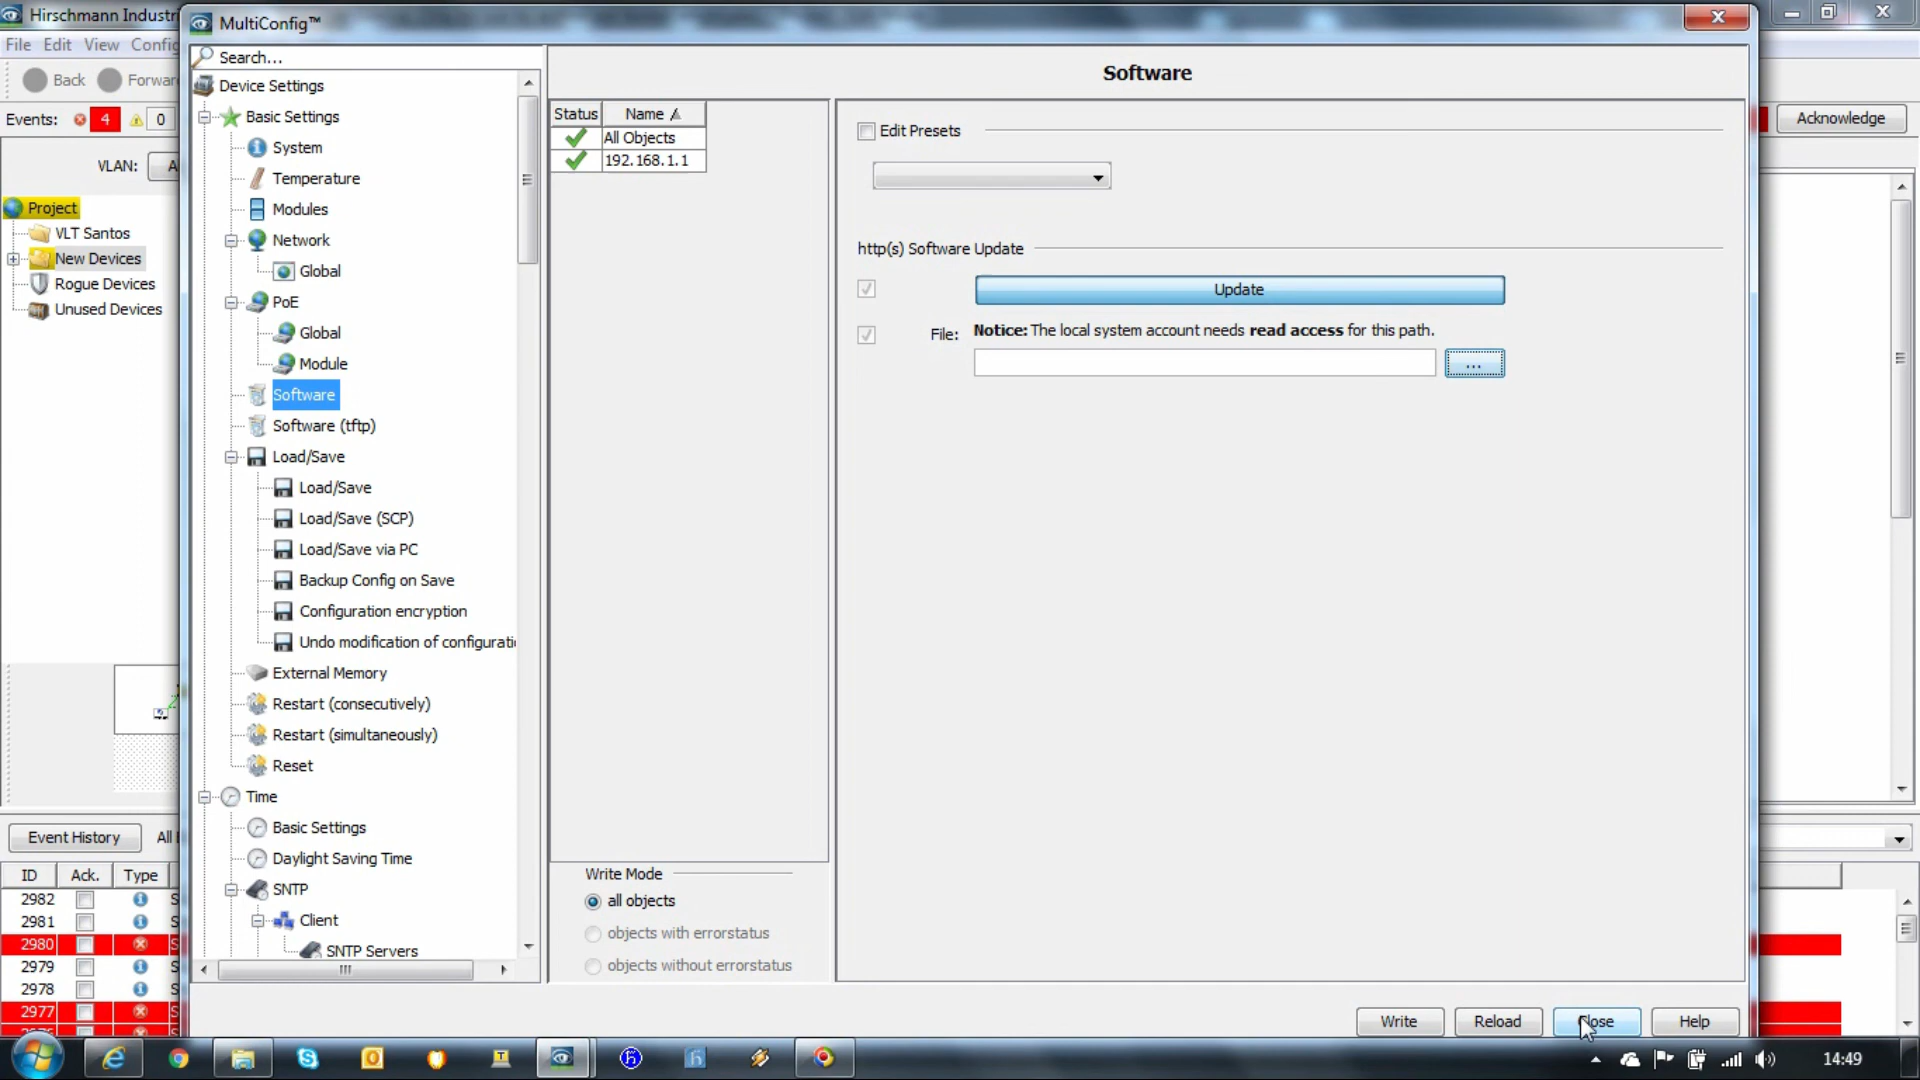 Hirschmann Industri
MultiConfig™
File Edit View Config
Search...
Software
Back Forwar
Device Settings
Basic Settings
System
Temperature
Modules
Network
Global
PoE
Global
Module
Software
Software (tftp)
Load/Save
Load/Save
Load/Save (SCP)
Load/Save via PC
Backup Config on Save
Configuration encryption
Undo modification of configurati
External Memory
Restart (consecutively)
Restart (simultaneously)
Reset
Time
Basic Settings
Daylight Saving Time
SNTP
Client
SNTP Servers
Events: 4 0
VLAN: A
Project
VLT Santos
New Devices
Rogue Devices
Unused Devices
Status Name
All Objects
192.168.1.1
Write Mode
all objects
objects with errorstatus
objects without errorstatus
Edit Presets
http(s) Software Update
Update
File: Notice: The local system account needs read access for this path.
...
Acknowledge
Event History All
ID Ack. Type
2982 S
2981 S
2980 S
2979 S
2978 S
2977 S
Write Reload Close Help
14:49